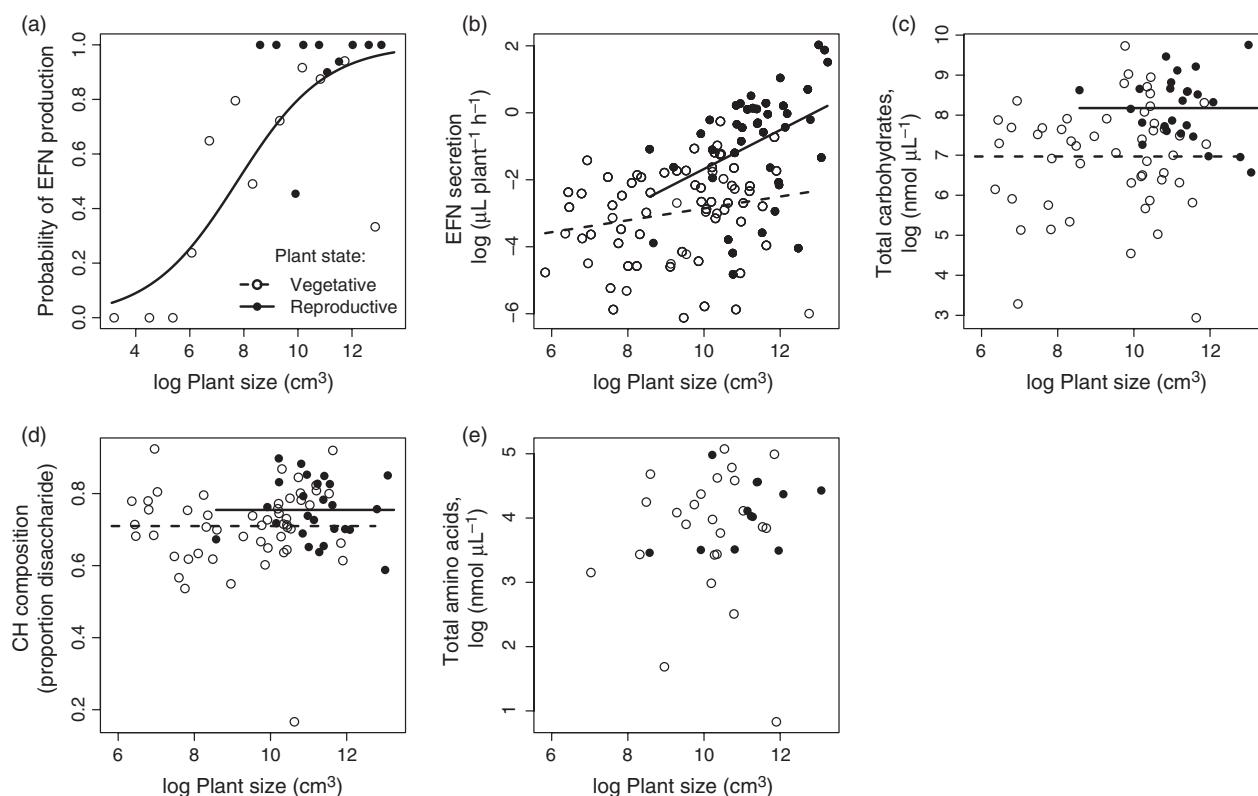 (a)
Probability of EFN production
0.0 0.2 0.4 0.6 0.8 1.0
Plant state:
Vegetative
Reproductive
4 6 8 10 12
log Plant size (cm³)
(b)
EFN secretion
log (μL plant⁻¹ h⁻¹)
−6 −4 −2 0 2
6 8 10 12
log Plant size (cm³)
(c)
Total carbohydrates,
log (nmol μL⁻¹)
3 4 5 6 7 8 9 10
6 8 10 12
log Plant size (cm³)
(d)
CH composition
(proportion disaccharide)
0.2 0.4 0.6 0.8
6 8 10 12
log Plant size (cm³)
(e)
Total amino acids,
log (nmol μL⁻¹)
1 2 3 4 5
6 8 10 12
log Plant size (cm³)